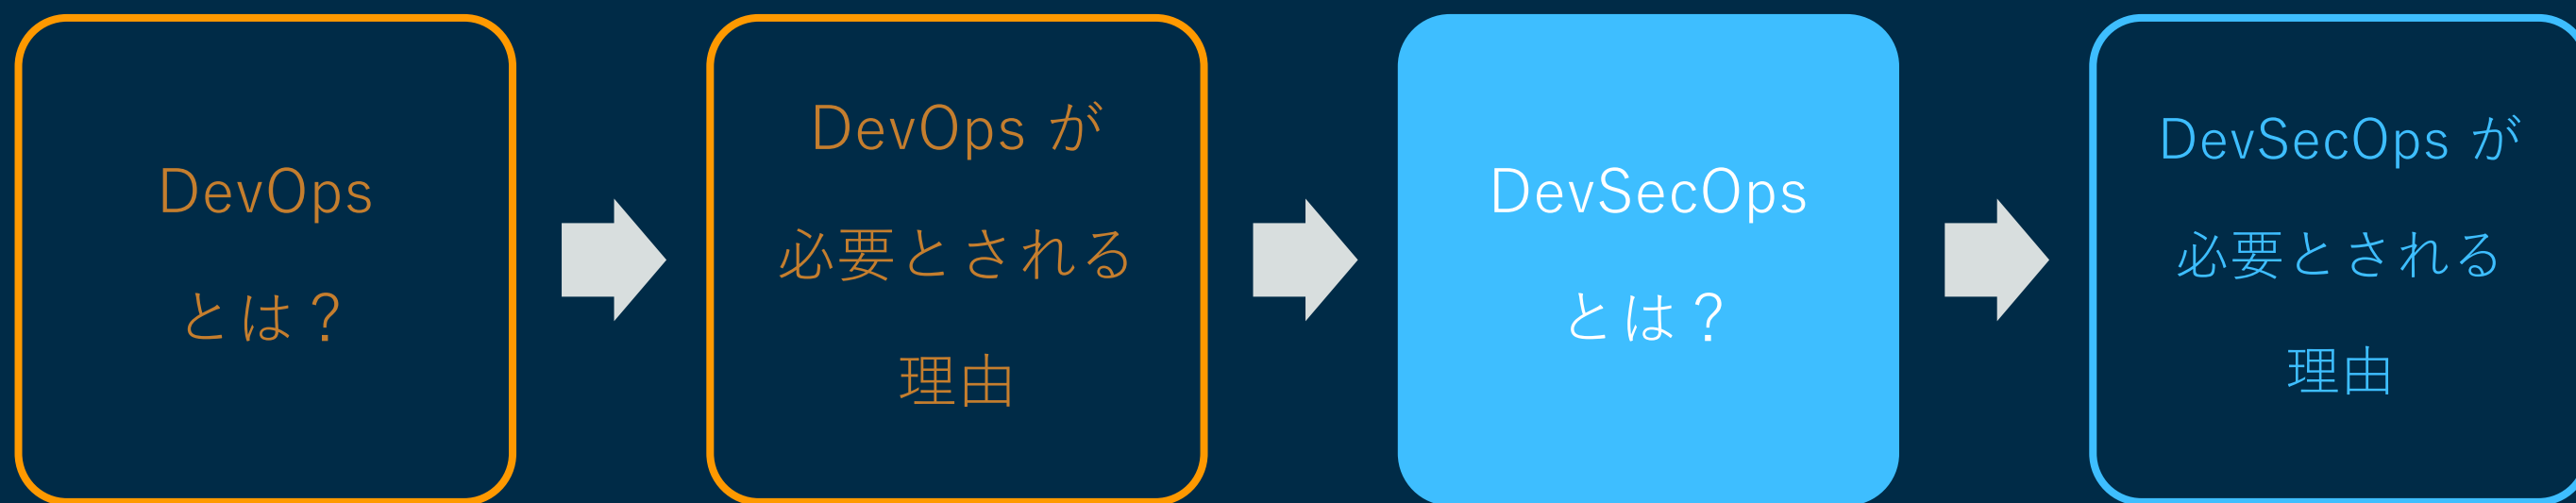 DevOps
とは？
DevOps が
必要とされる
理由
DevSecOps
とは？
DevSecOps が
必要とされる
理由